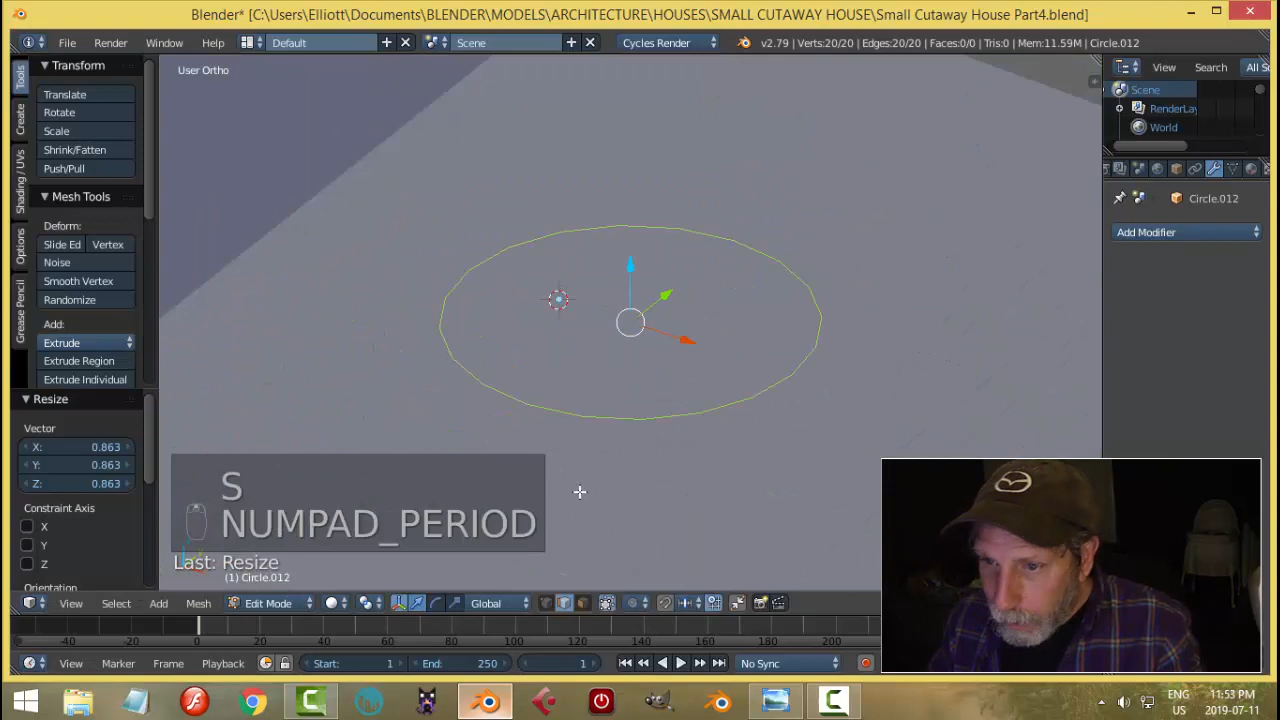 Blender* [C:\Users\Elliott\Documents\BLENDER\MODELS\ARCHITECTURE\HOUSES\SMALL CUTAWAY HOUSE\Small Cutaway House Part4.blend]
File Render Window Help Default Scene Cycles Render v2.79 | Verts:20/20 | Edges:20/20 | Faces:0/0 | Tris:0 | Mem:11.59M | Circle.012
Tools
Create
Shading / UVs
Options
Grease Pencil
Transform
Translate
Rotate
Scale
Shrink/Fatten
Push/Pull
Mesh Tools
Deform:
Slide Ed Vertex
Noise
Smooth Vertex
Randomize
Add:
Extrude
Extrude Region
Extrude Individual
Resize
Vector
X: 0.863
Y: 0.863
Z: 0.863
Constraint Axis
X
Y
Z
Orientation
User Ortho
S
NUMPAD_PERIOD
Last: Resize
(1) Circle.012
View Search All Sc
Scene
RenderLay
World
Circle.012
Add Modifier
View Select Add Mesh Edit Mode Global
-40 -20 0 20 40 60 80 100 120 140 160 180 200
View Marker Frame Playback Start: 1 End: 250 1 No Sync
ENG 11:53 PM
US 2019-07-11